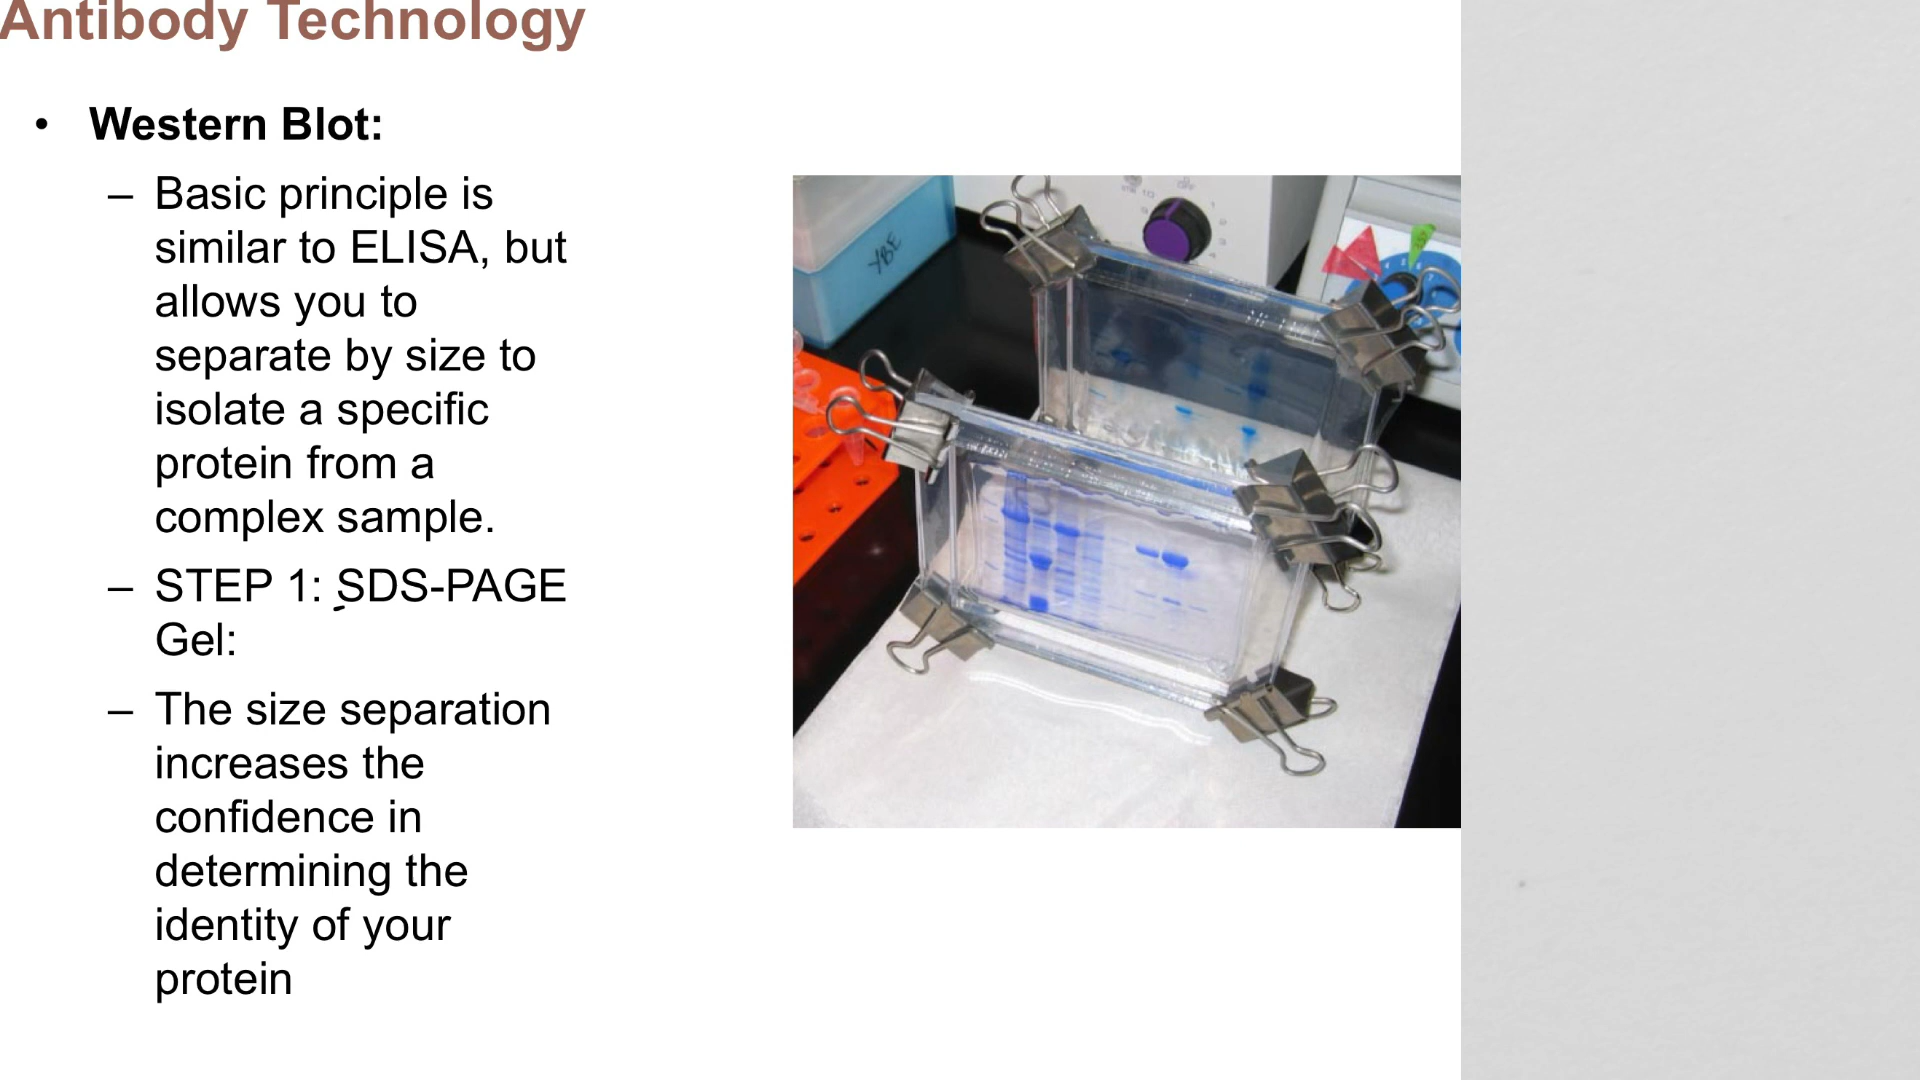 Antibody Technology
• Western Blot:
– Basic principle is
similar to ELISA, but
allows you to
separate by size to
isolate a specific
protein from a
complex sample.
– STEP 1: SDS-PAGE
Gel:
– The size separation
increases the
confidence in
determining the
identity of your
protein
YBE
OFF